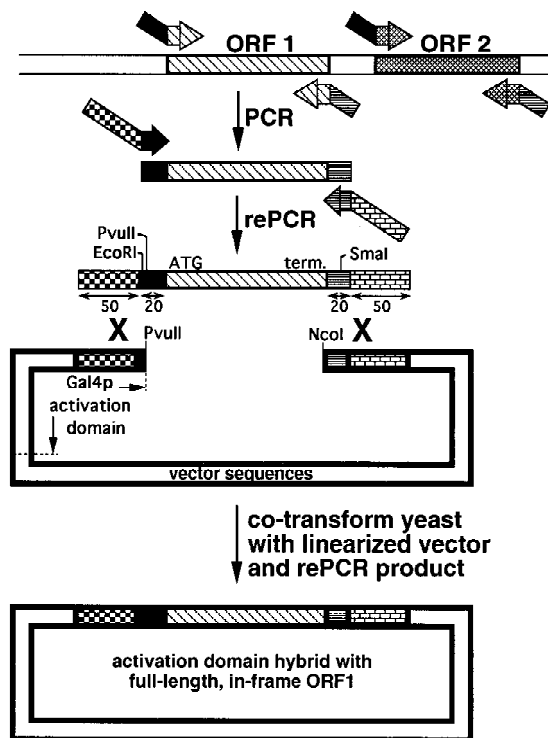 ORF 1
ORF 2
PCR
rePCR
PvuII
EcoRI
ATG
term.
SmaI
50
20
20
50
X
X
PvuII
NcoI
Gal4p
activation
domain
vector sequences
co-transform yeast
with linearized vector
and rePCR product
activation domain hybrid with
full-length, in-frame ORF1